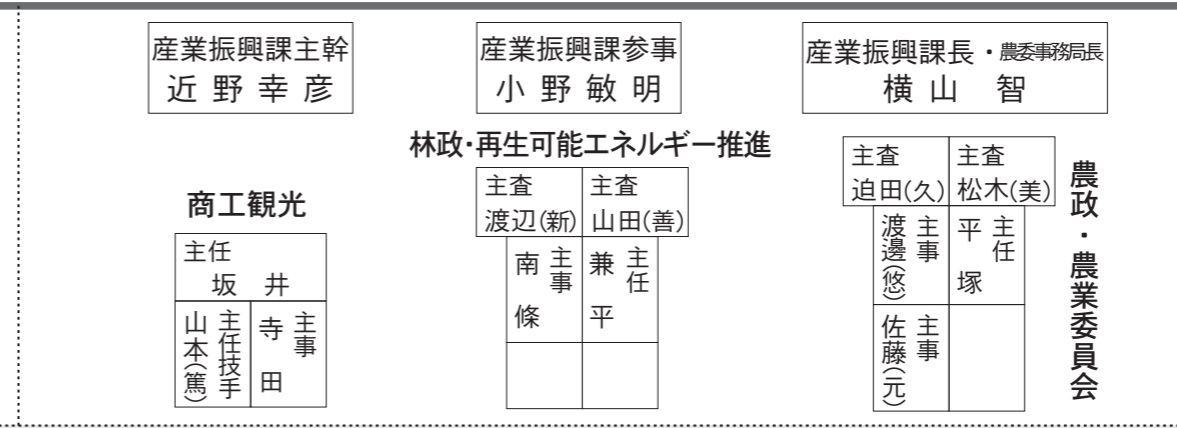 産業振興課主幹
近野幸彦
産業振興課参事
小野敏明
産業振興課長・農委事務局長
横山 智
商工観光
主任
坂井
主事
寺田
主任技手
山本(篤)
林政・再生可能エネルギー推進
主査
渡辺(新)
主査
山田(善)
主任
兼平
主事
南條
農政・農業委員会
主査
迫田(久)
主査
松木(美)
主任
平塚
主事
渡邊(悠)
主事
佐藤(元)